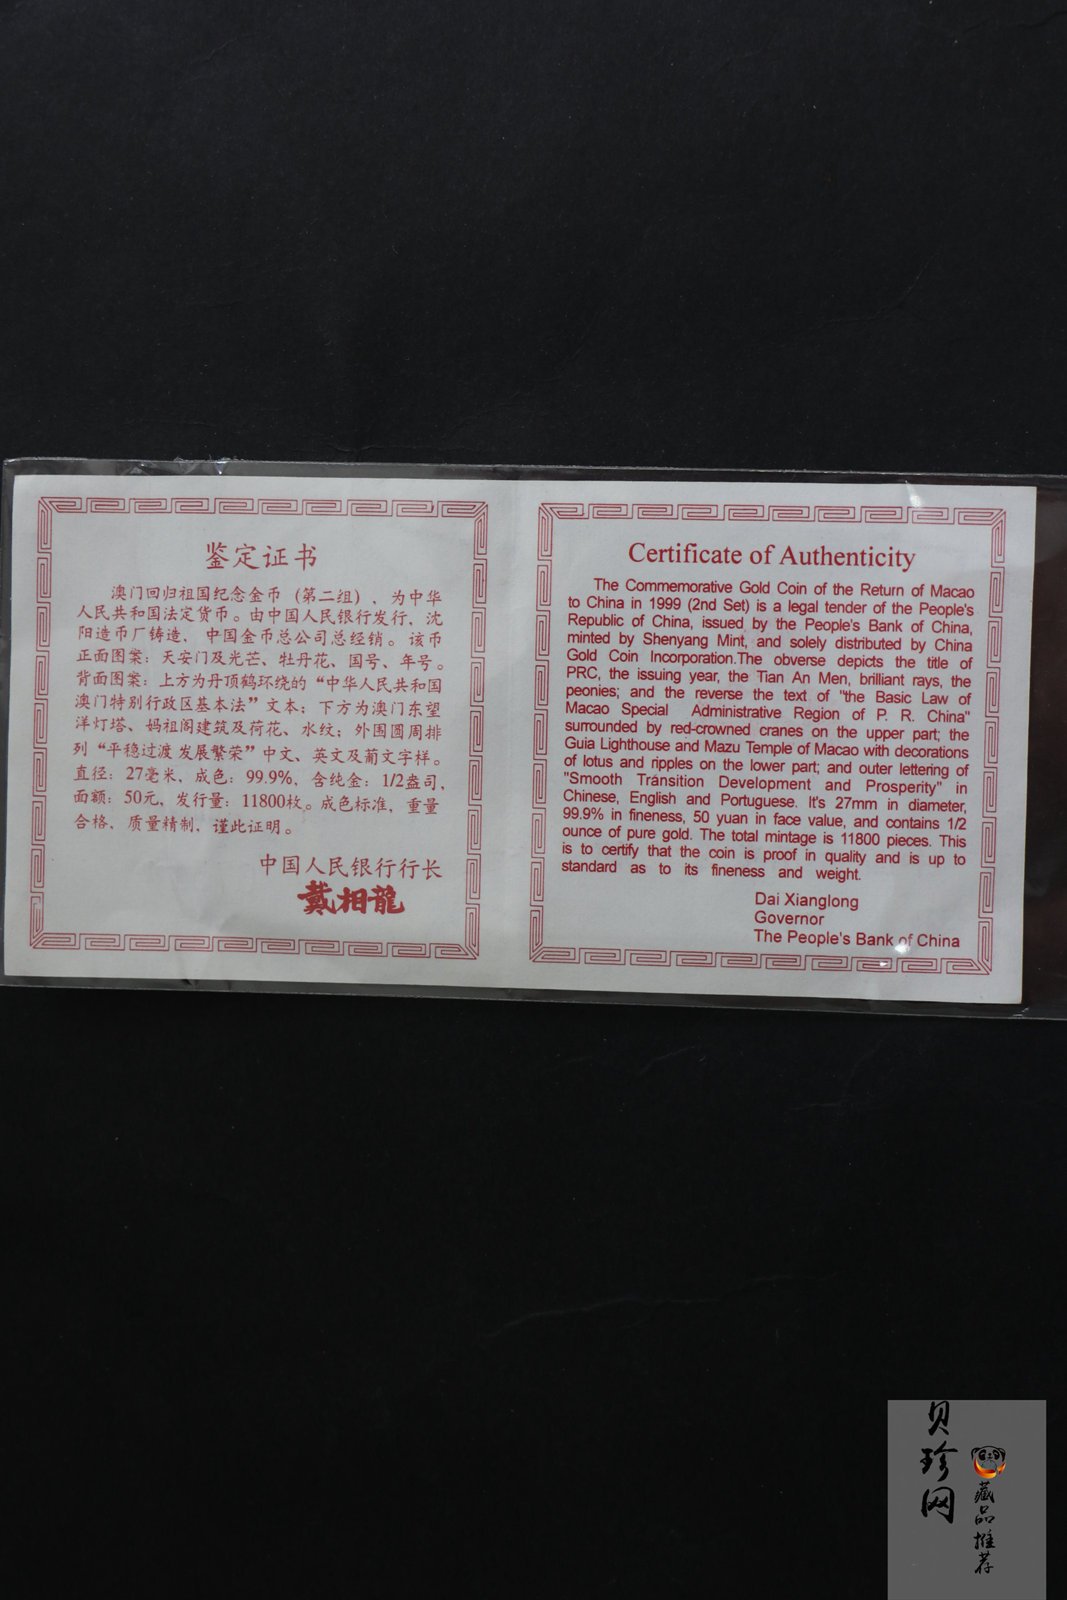 鉴定证书
澳门回归祖国纪念金币（第二组），为中华
人民共和国法定货币。由中国人民银行发行，沈
阳造币厂铸造，中国金币总公司总经销。该币
正面图案：天安门及光芒、牡丹花、国号、年号。
背面图案：上方为丹顶鹤环绕的“中华人民共和国
澳门特别行政区基本法”文本；下方为澳门东望
洋灯塔、妈祖阁建筑及荷花、水纹；外围圆周排
列“平稳过渡 发展繁荣”中文、英文及葡文字样。
直径：27毫米、成色：99.9%，含纯金：1/2盎司，
面额：50元，发行量：11800枚。成色标准，重量
合格、质量精制，谨此证明。
中国人民银行行长
戴相龍
Certificate of Authenticity
The Commemorative Gold Coin of the Return of Macao
to China in 1999 (2nd Set) is a legal tender of the People's
Republic of China, issued by the People's Bank of China,
minted by Shenyang Mint, and solely distributed by China
Gold Coin Incorporation.The obverse depicts the title of
PRC, the issuing year, the Tian An Men, brilliant rays, the
peonies; and the reverse the text of "the Basic Law of
Macao Special Administrative Region of P. R. China"
surrounded by red-crowned cranes on the upper part; the
Guia Lighthouse and Mazu Temple of Macao with decorations
of lotus and ripples on the lower part; and outer lettering of
"Smooth Transition Development and Prosperity" in
Chinese, English and Portuguese. It's 27mm in diameter,
99.9% in fineness, 50 yuan in face value, and contains 1/2
ounce of pure gold. The total mintage is 11800 pieces. This
is to certify that the coin is proof in quality and is up to
standard as to its fineness and weight.
Dai Xianglong
Governor
The People's Bank of China
贝珍网
藏品推荐